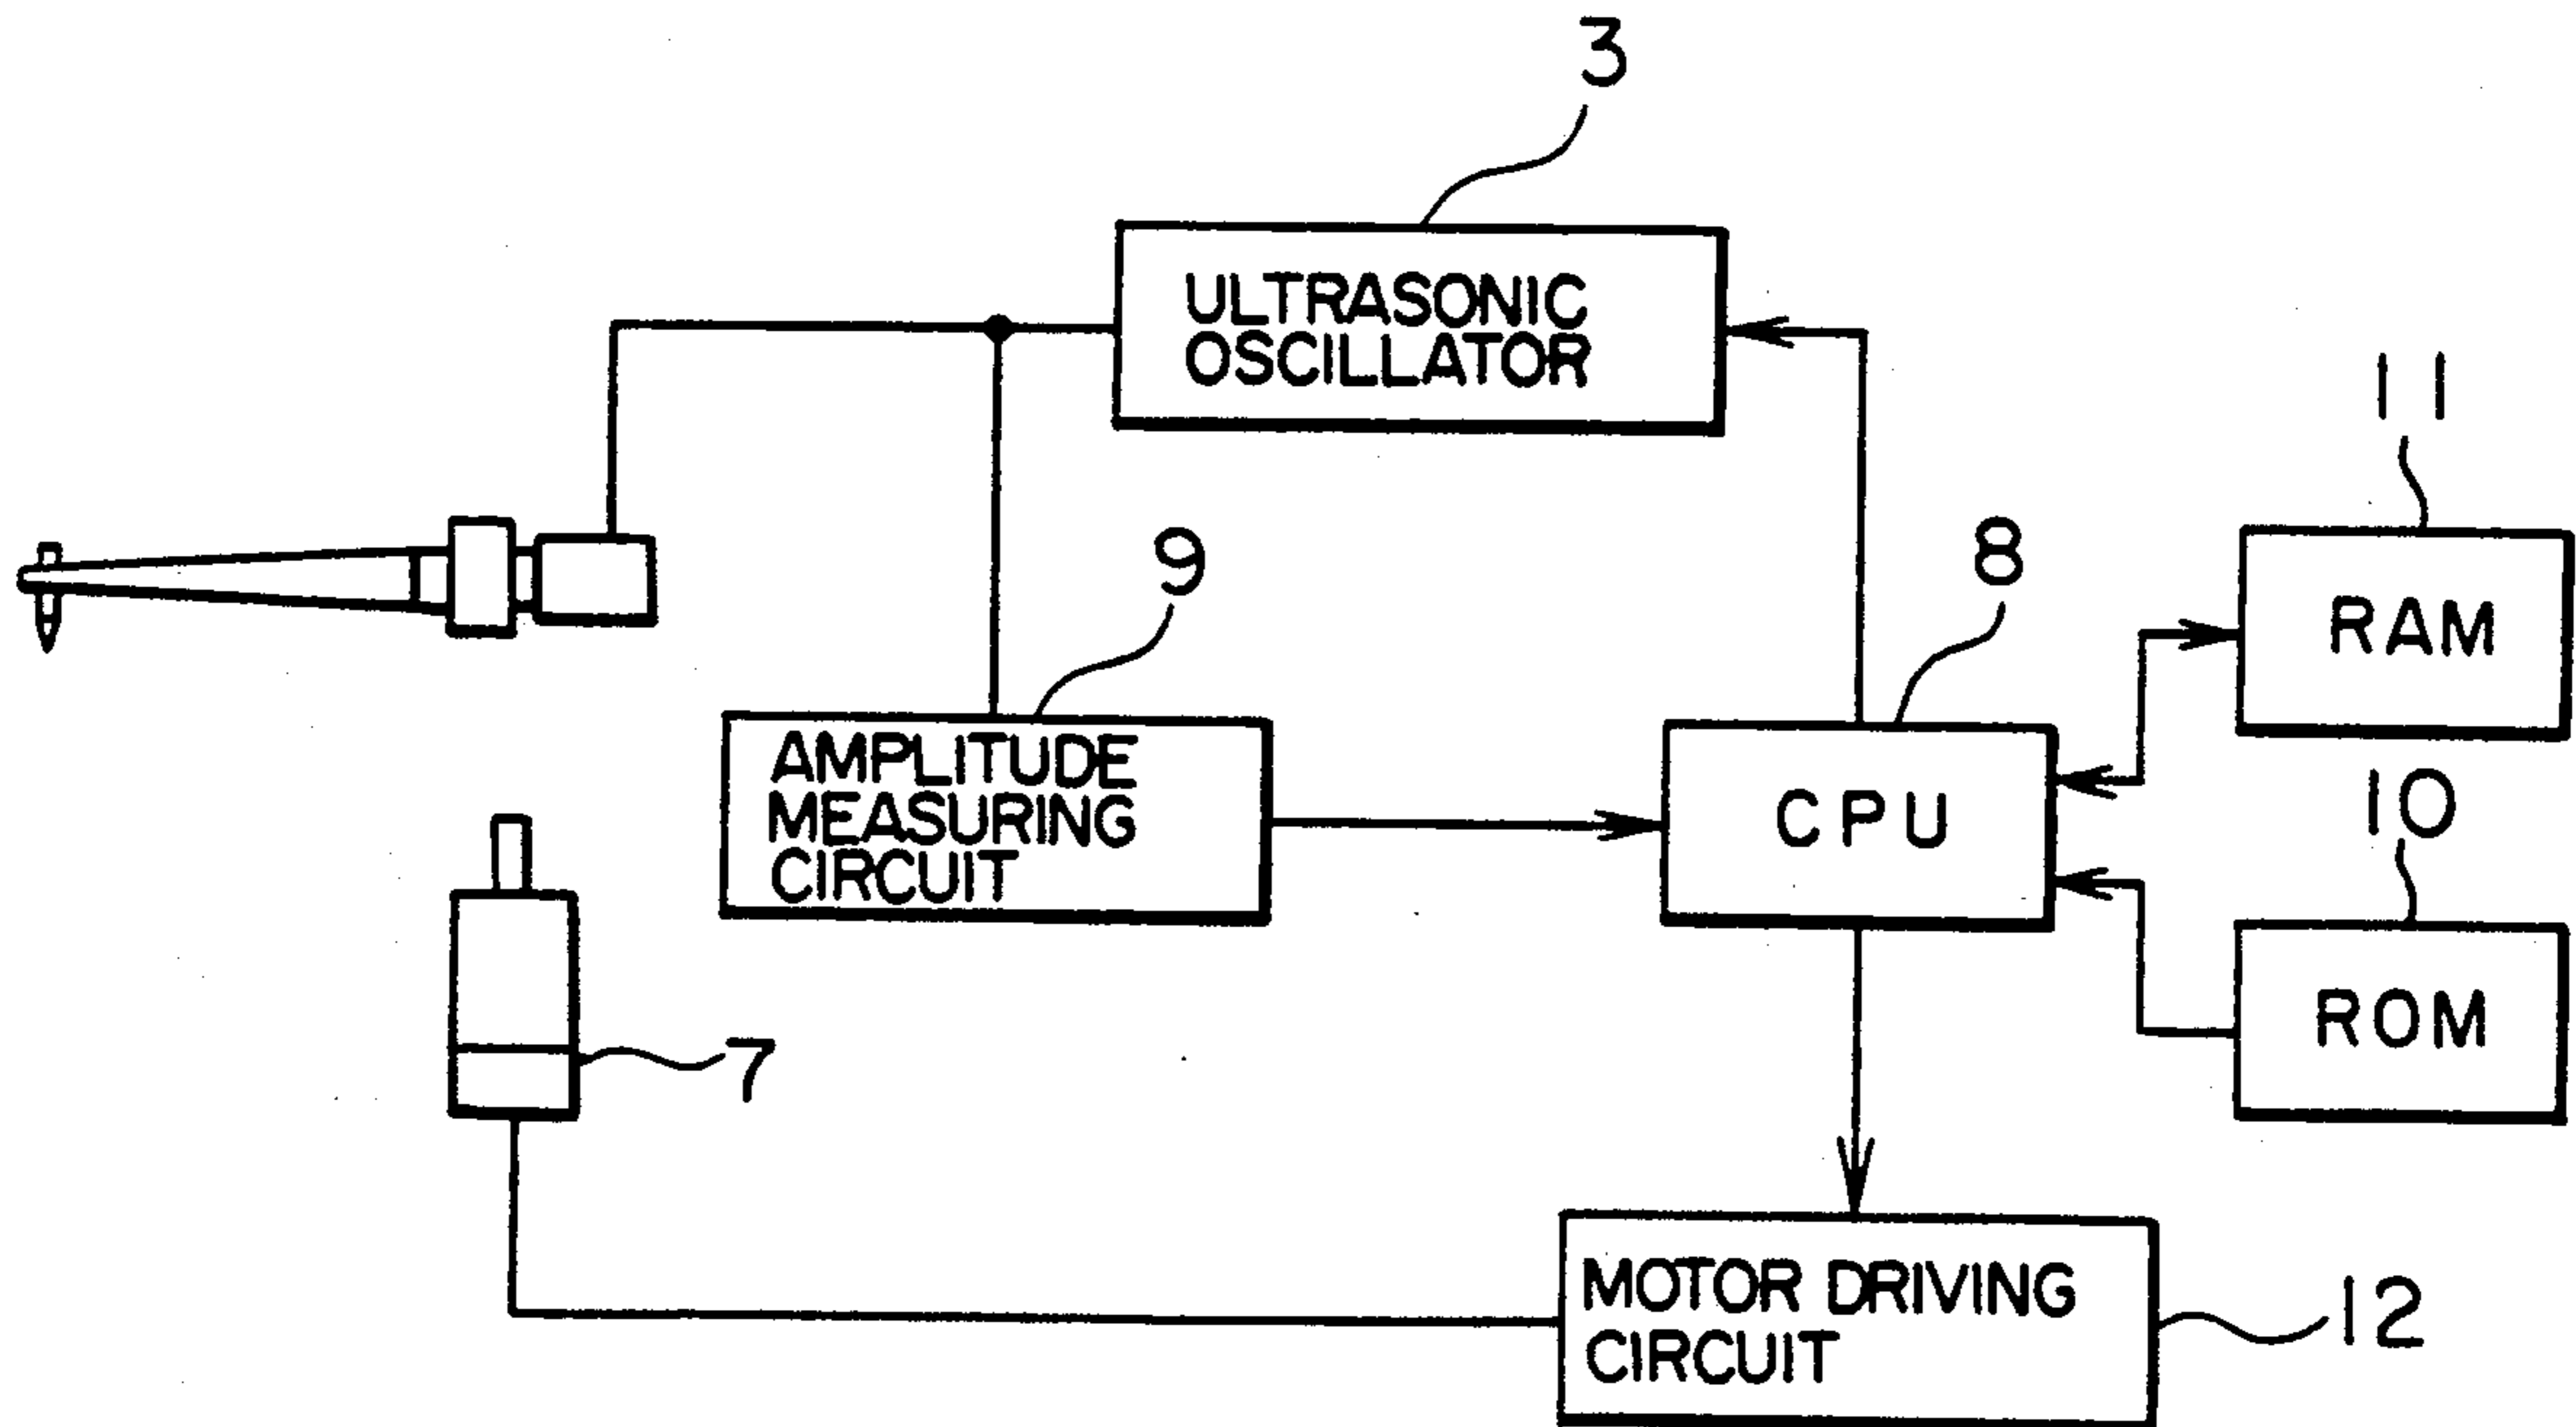 3
ULTRASONIC
OSCILLATOR
11
RAM
9
8
AMPLITUDE
MEASURING
CIRCUIT
CPU
10
ROM
7
MOTOR DRIVING
CIRCUIT
12